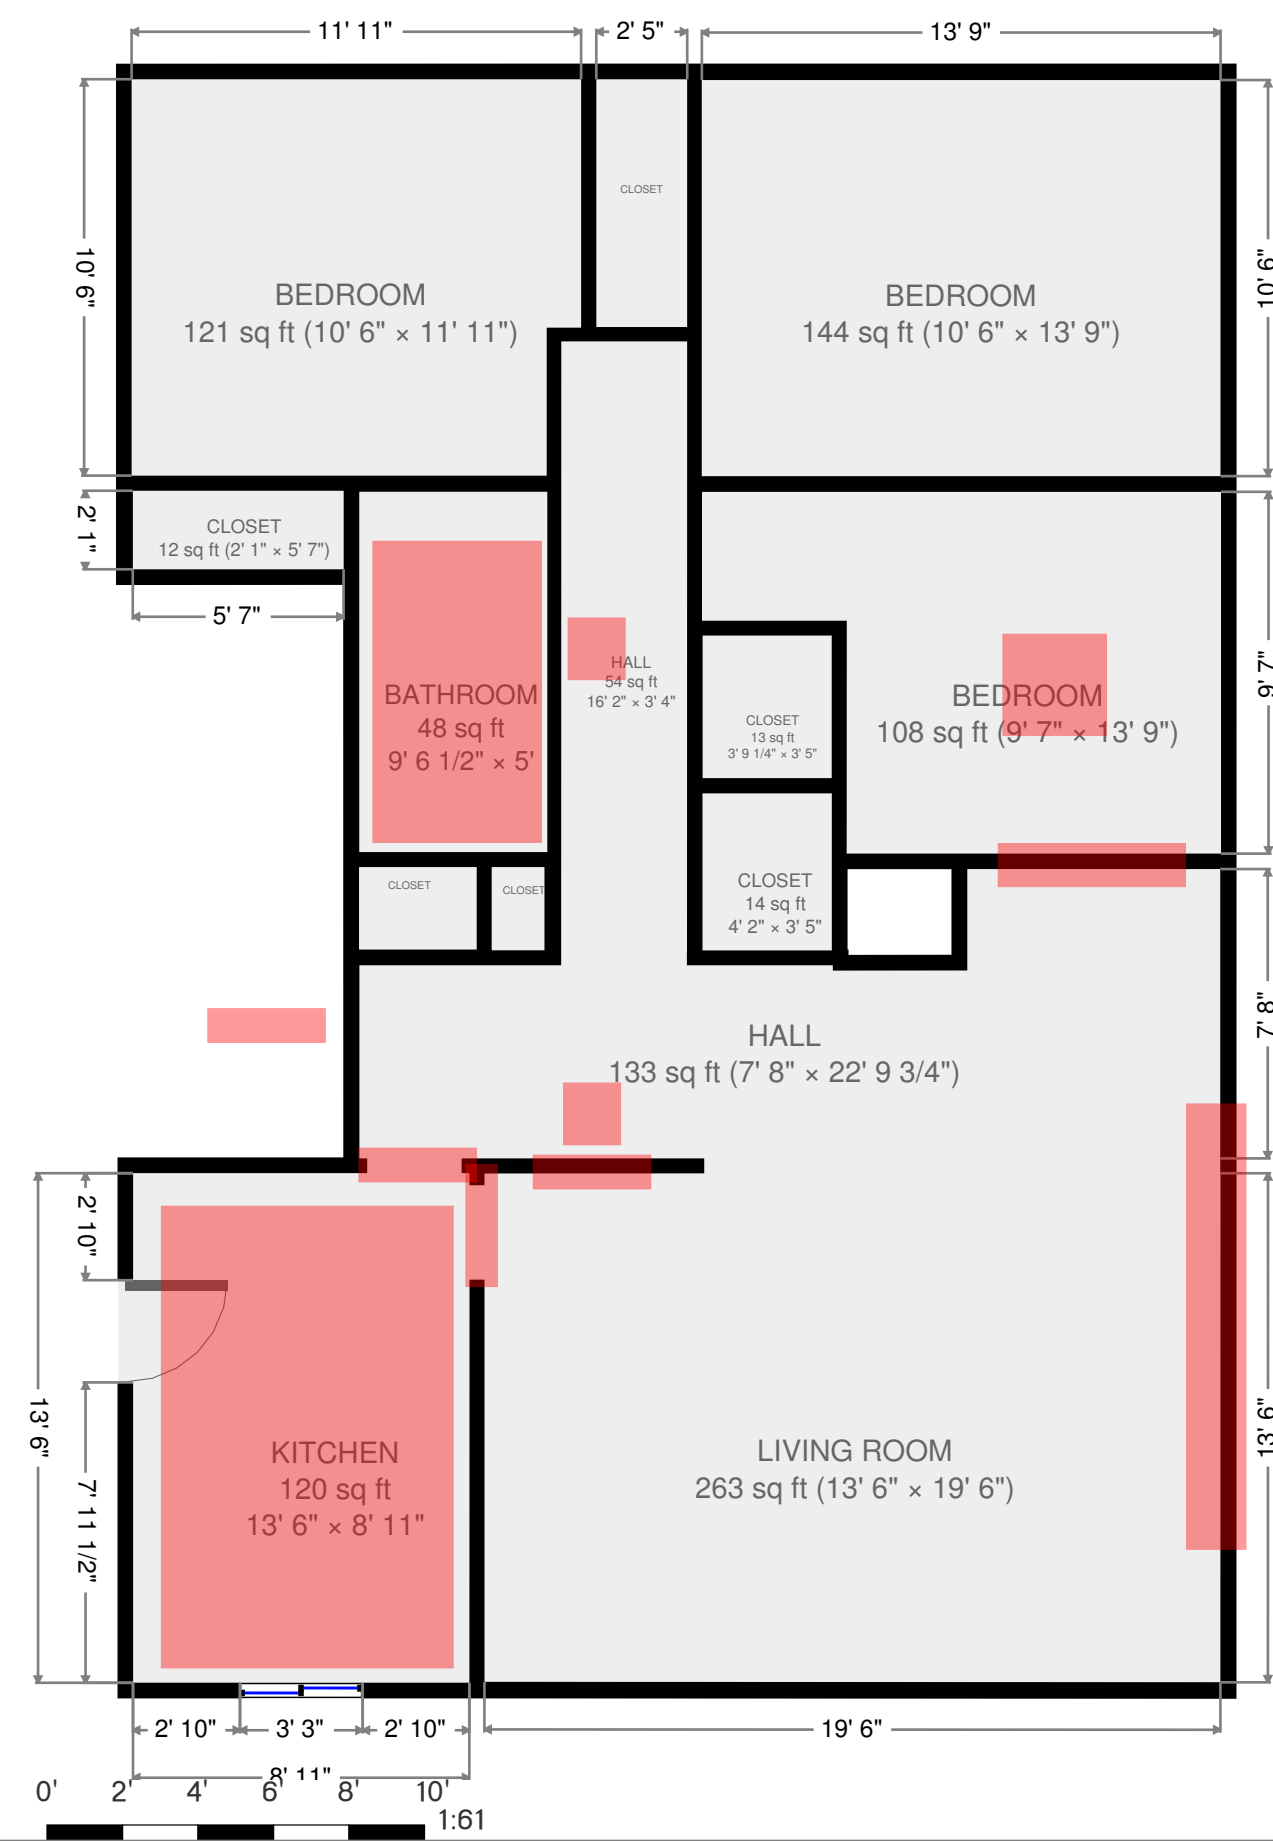 11' 11"
2' 5"
13' 9"
CLOSET
10' 6"
10' 6"
BEDROOM
121 sq ft (10' 6" × 11' 11")
BEDROOM
144 sq ft (10' 6" × 13' 9")
2' 1"
CLOSET
12 sq ft (2' 1" × 5' 7")
5' 7"
HALL
54 sq ft
16' 2" × 3' 4"
9' 7"
BATHROOM
48 sq ft
9' 6 1/2" × 5'
CLOSET
13 sq ft
3' 9 1/4" × 3' 5"
BEDROOM
108 sq ft (9' 7" × 13' 9")
CLOSET
CLOSET
CLOSET
14 sq ft
4' 2" × 3' 5"
7' 8"
HALL
133 sq ft (7' 8" × 22' 9 3/4")
2' 10"
13' 6"
7' 11 1/2"
13' 6"
KITCHEN
120 sq ft
13' 6" × 8' 11"
LIVING ROOM
263 sq ft (13' 6" × 19' 6")
2' 10"
3' 3"
2' 10"
19' 6"
8' 11"
0'
2'
4'
6'
8'
10'
1:61